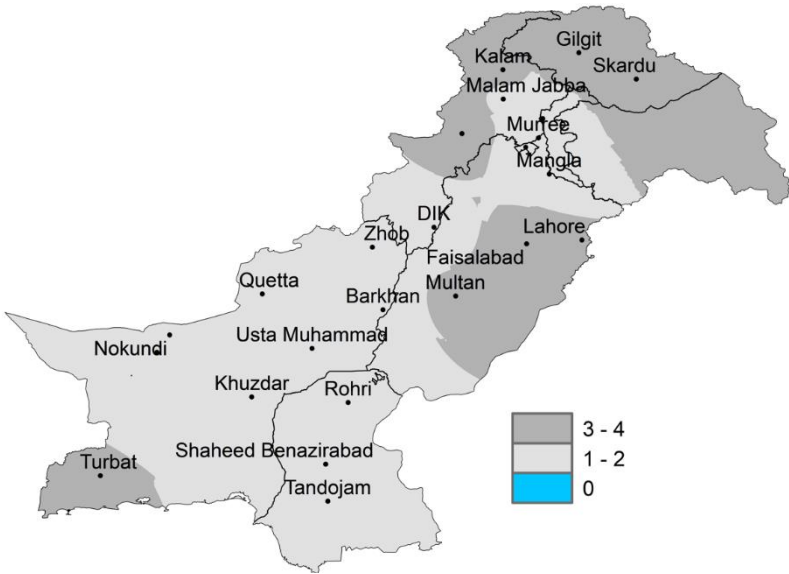 Gilgit
Kalam
Skardu
Malam Jabba
Murree
Mangla
DIK
Lahore
Zhob
Faisalabad
Quetta
Multan
Barkhan
Usta Muhammad
Nokundi
Khuzdar
Rohri
3 - 4
Shaheed Benazirabad
1 - 2
Turbat
0
Tandojam